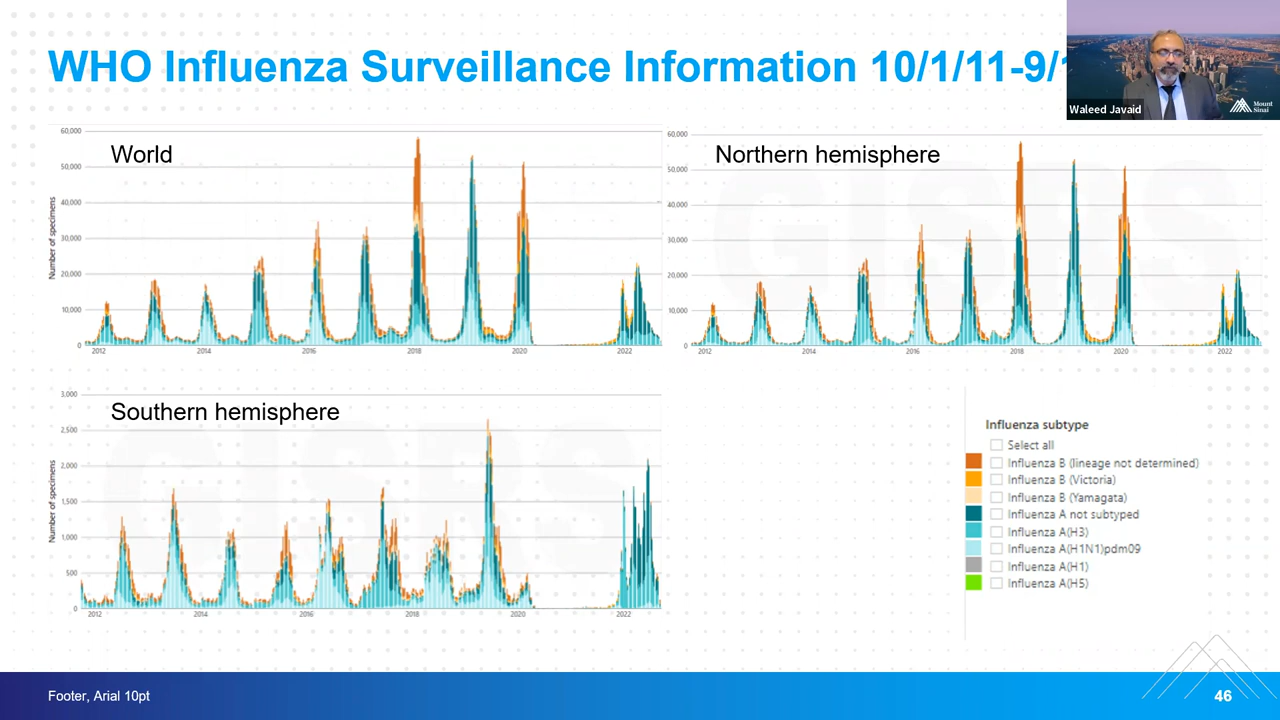 WHO Influenza Surveillance Information 10/1/11-9/
Waleed Javaid
Mount
Sinai
World
60,000
50,000
40,000
30,000
20,000
10,000
0
Number of specimens
2012 2014 2016 2018 2020 2022
Northern hemisphere
60,000
50,000
40,000
30,000
20,000
10,000
0
2012 2014 2016 2018 2020 2022
Southern hemisphere
3,000
2,500
2,000
1,500
1,000
500
0
Number of specimens
2012 2014 2016 2018 2020 2022
Influenza subtype
Select all
Influenza B (lineage not determined)
Influenza B (Victoria)
Influenza B (Yamagata)
Influenza A not subtyped
Influenza A(H3)
Influenza A(H1N1)pdm09
Influenza A(H1)
Influenza A(H5)
Footer, Arial 10pt
46